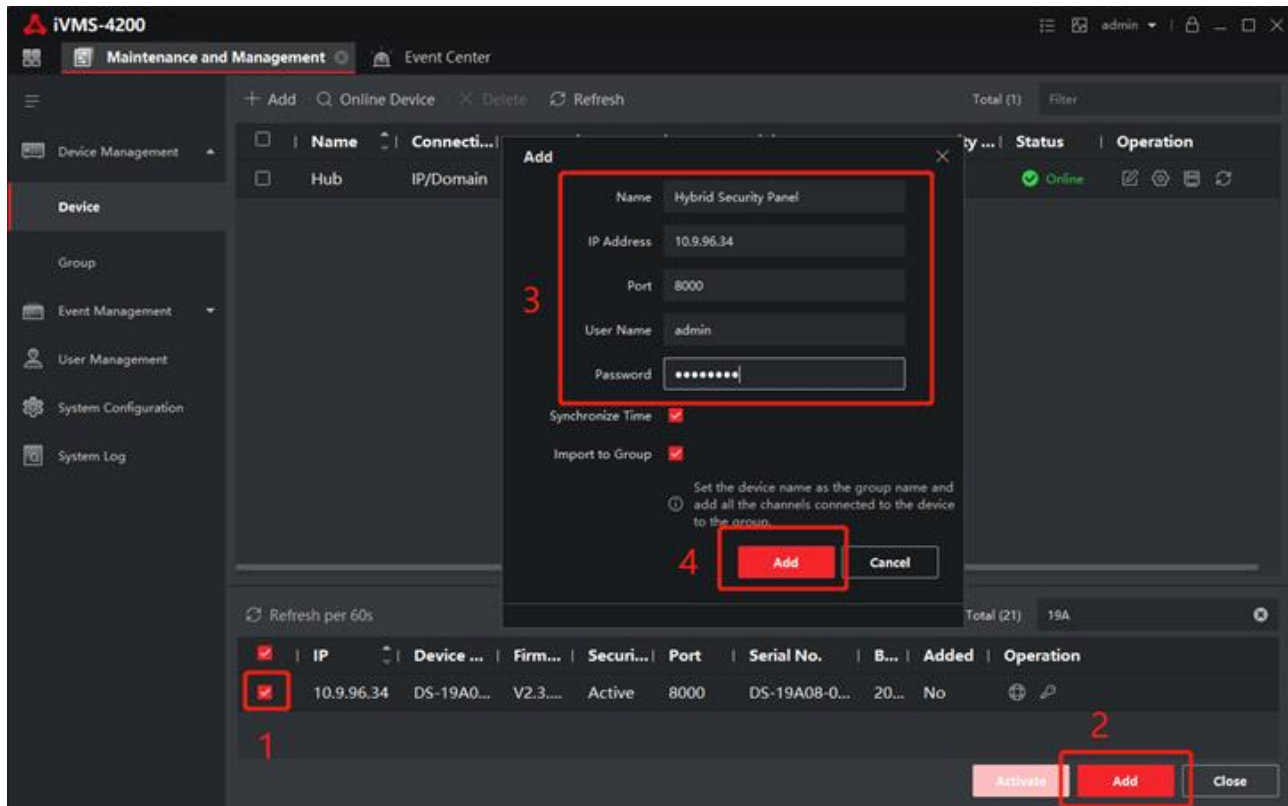 iVMS-4200
admin
Maintenance and Management
Event Center
Add Online Device Delete Refresh Total (1) Filter
Name Connecti... ty ... Status Operation
Hub IP/Domain Online
Device Management
Device
Group
Event Management
User Management
System Configuration
System Log
Add
Name Hybrid Security Panel
IP Address 10.9.96.34
Port 8000
User Name admin
Password ••••••••
3
Synchronize Time
Import to Group
Set the device name as the group name and
add all the channels connected to the device
to the group.
4
Add Cancel
Refresh per 60s Total (21) 19A
IP Device ... Firm... Securi... Port Serial No. B... Added Operation
10.9.96.34 DS-19A0... V2.3.... Active 8000 DS-19A08-0... 20... No
1
2
Activate Add Close